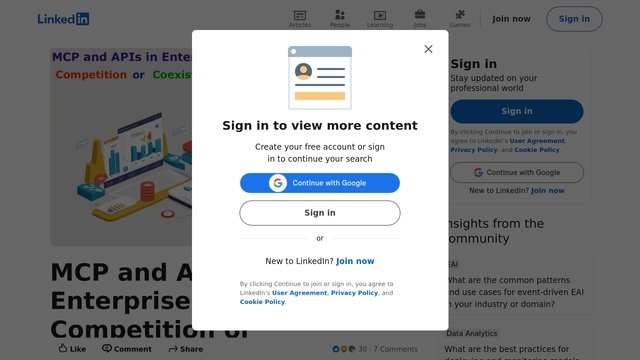 LinkedIn
Articles
People
Learning
Jobs
Games
Join now
Sign in
MCP and APIs in
Competition or
Sign in to view more content
Create your free account or sign
in to continue your search
Continue with Google
Sign in
or
New to LinkedIn? Join now
By clicking Continue to join or sign in, you agree to
LinkedIn's User Agreement, Privacy Policy, and
Cookie Policy.
MCP and
Enterprise
Competition or
Like
Comment
Share
30 · 7 Comments
Sign in
Stay updated on your
professional world
Sign in
By clicking Continue to join or sign in, you
agree to LinkedIn's User Agreement,
Privacy Policy, and Cookie Policy.
Continue with Google
New to LinkedIn? Join now
nsights from the
ommunity
EAI
What are the common patterns
and use cases for event-driven EAI
in your industry or domain?
Data Analytics
What are the best practices for